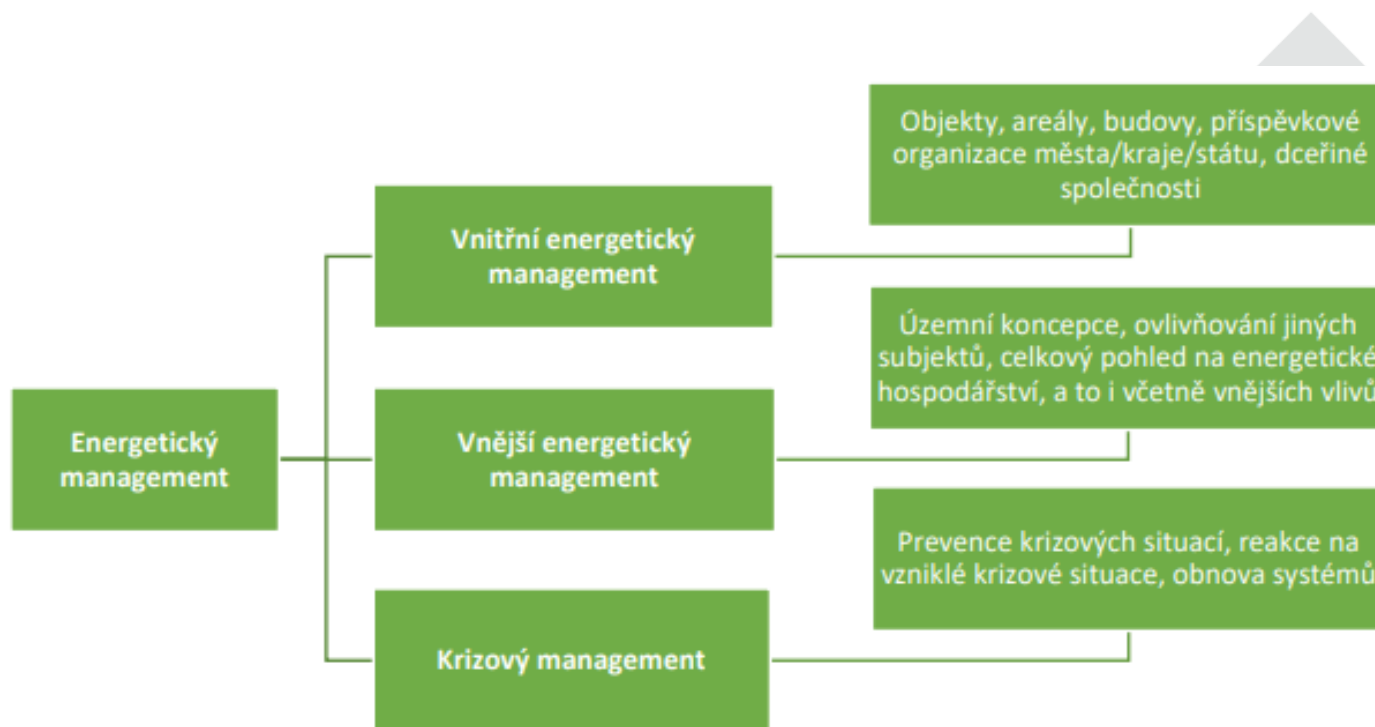 Energetický
management
Vnitřní energetický
management
Objekty, areály, budovy, příspěvkové
organizace města/kraje/státu, dceřiné
společnosti
Vnější energetický
management
Územní koncepce, ovlivňování jiných
subjektů, celkový pohled na energetické
hospodářství, a to i včetně vnějších vlivů
Krizový management
Prevence krizových situací, reakce na
vzniklé krizové situace, obnova systémů